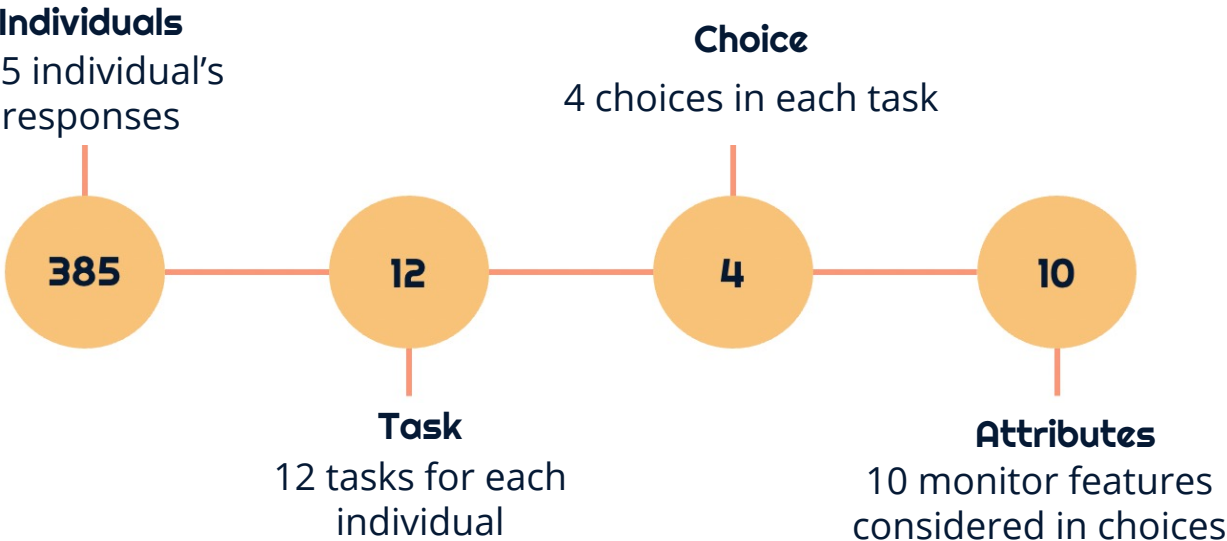 Individuals
5 individual's
responses
Choice
4 choices in each task
385
12
4
10
Task
12 tasks for each
individual
Attributes
10 monitor features
considered in choices